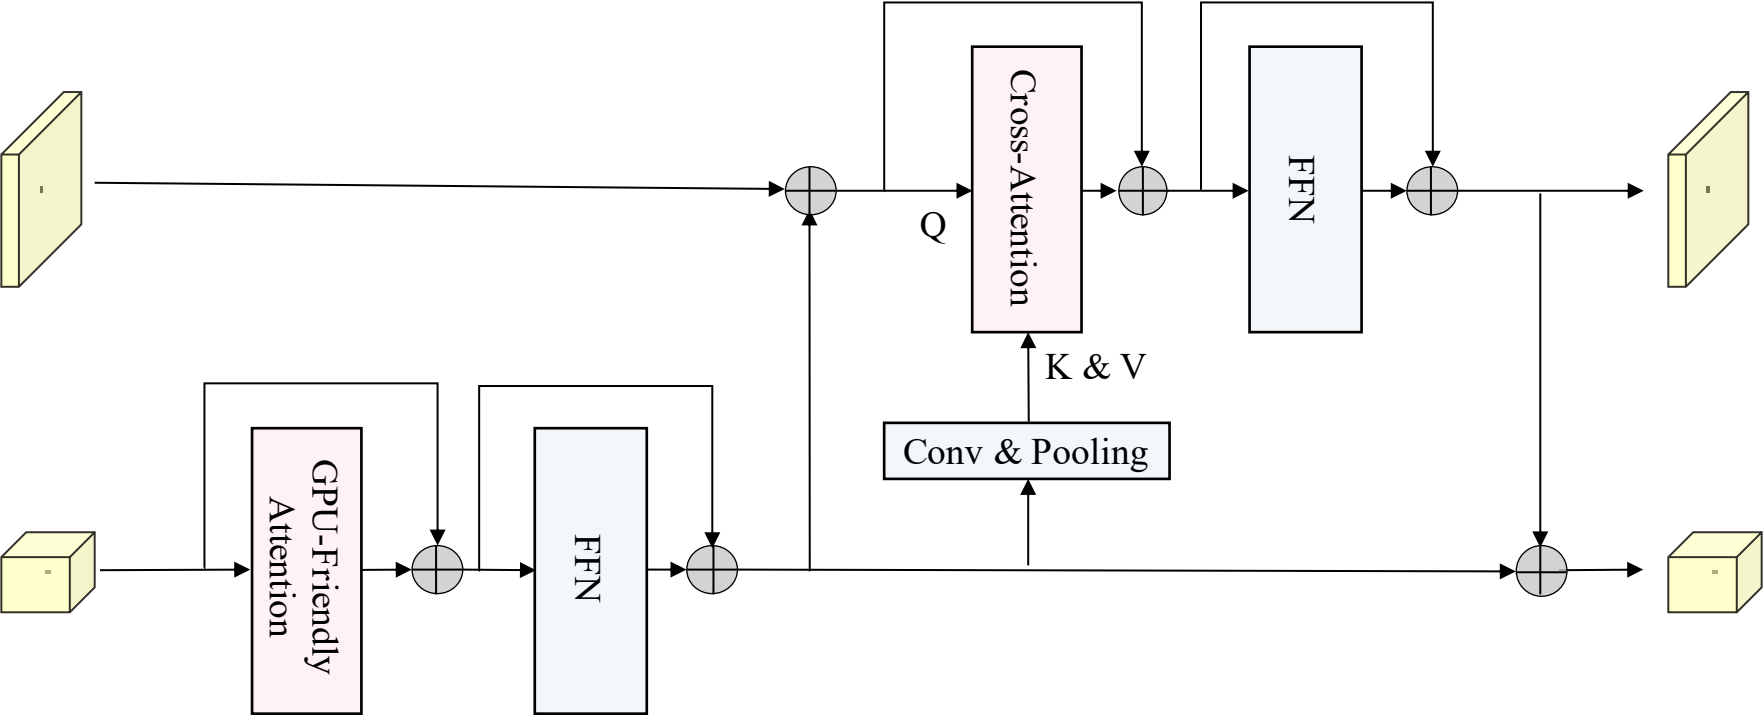 Cross-Attention
FFN
Q
K & V
Conv & Pooling
GPU-Friendly
Attention
FFN